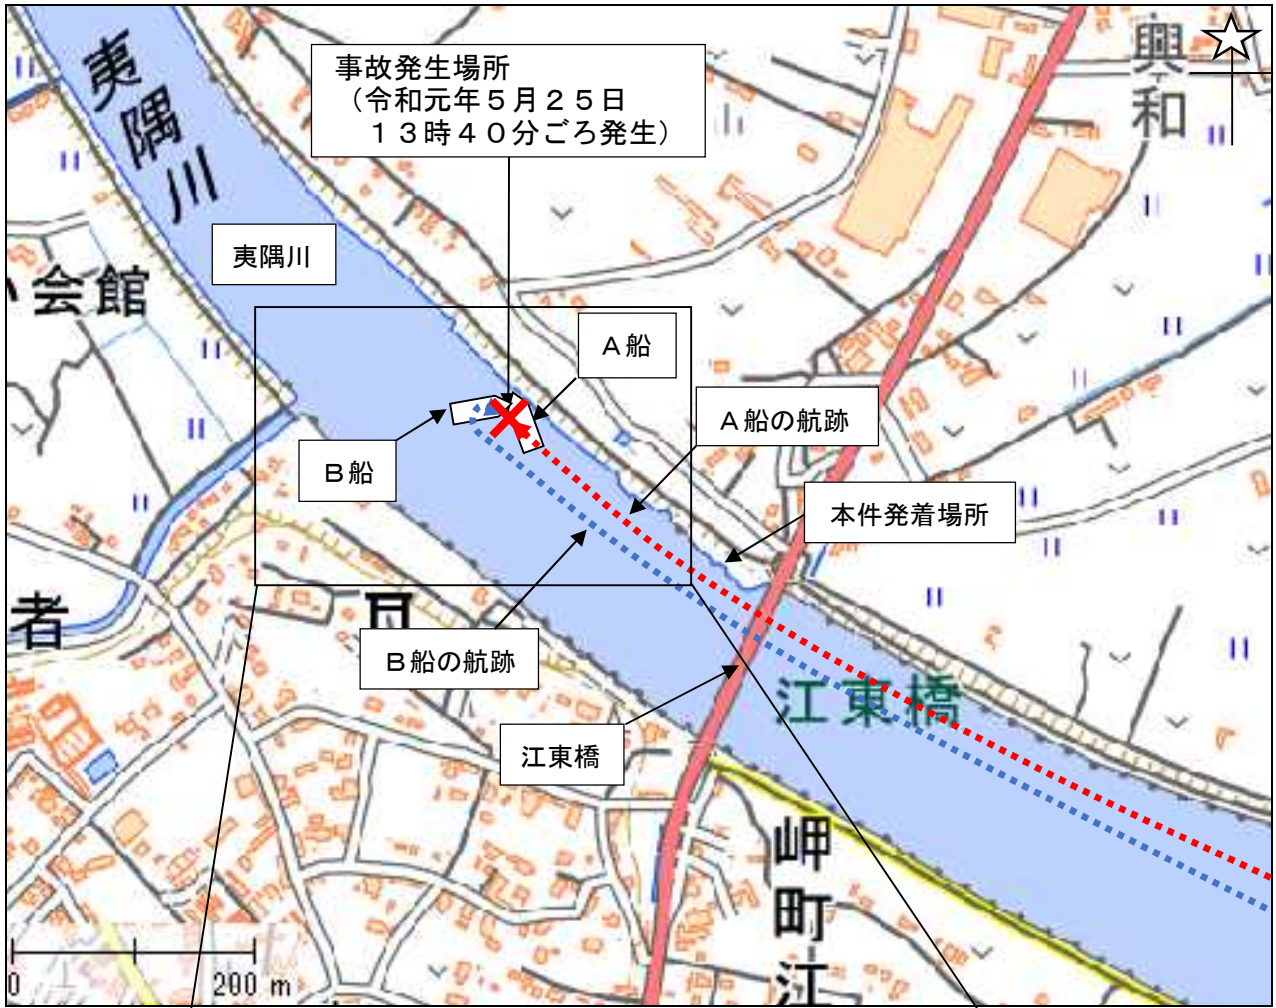 夷隅川
事故発生場所
（令和元年５月２５日
１３時４０分ごろ発生）
興和
夷隅川
会館
Ａ船
Ａ船の航跡
Ｂ船
本件発着場所
者
Ｂ船の航跡
江東橋
江東橋
岬町江
0 200 m